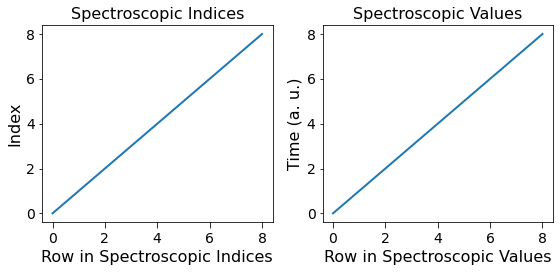 Spectroscopic Indices
8
6
4
2
0
Index
0 2 4 6 8
Row in Spectroscopic Indices
Spectroscopic Values
8
6
4
2
0
Time (a. u.)
0 2 4 6 8
Row in Spectroscopic Values